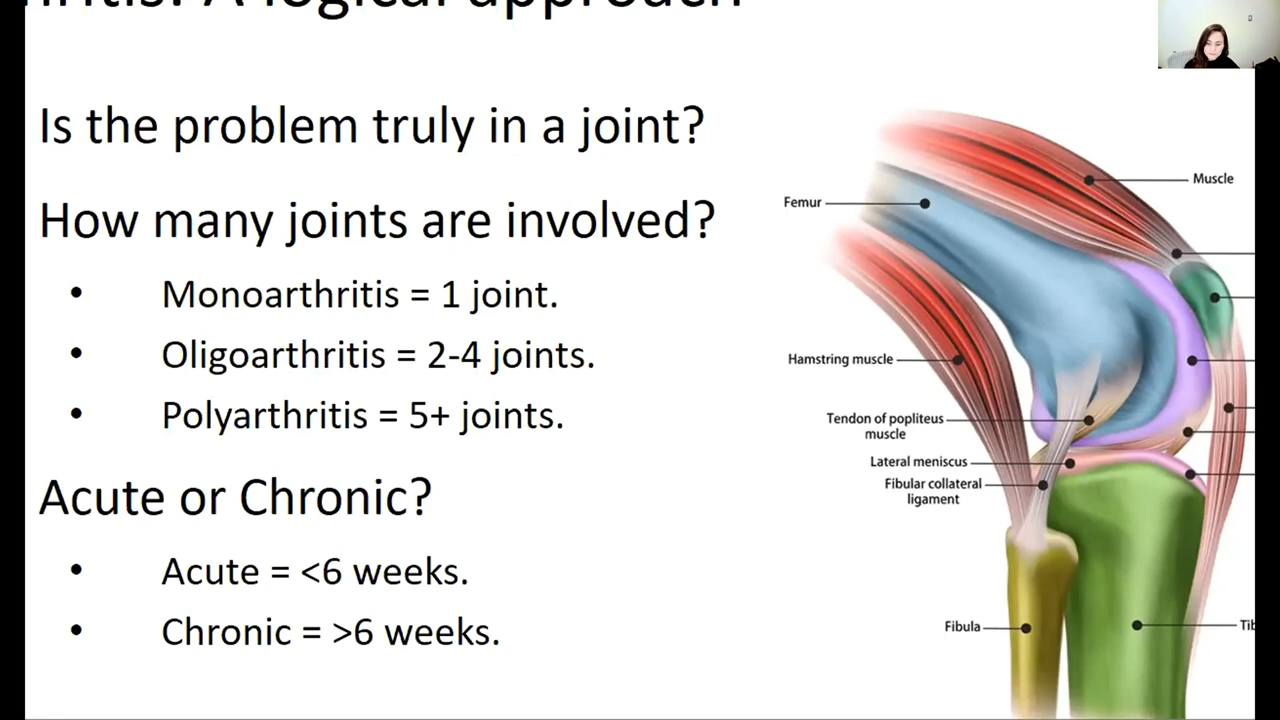 A logical approach
Is the problem truly in a joint?
How many joints are involved?
• Monoarthritis = 1 joint.
• Oligoarthritis = 2-4 joints.
• Polyarthritis = 5+ joints.
Acute or Chronic?
• Acute = <6 weeks.
• Chronic = >6 weeks.
Muscle
Femur
Hamstring muscle
Tendon of popliteus
muscle
Lateral meniscus
Fibular collateral
ligament
Fibula